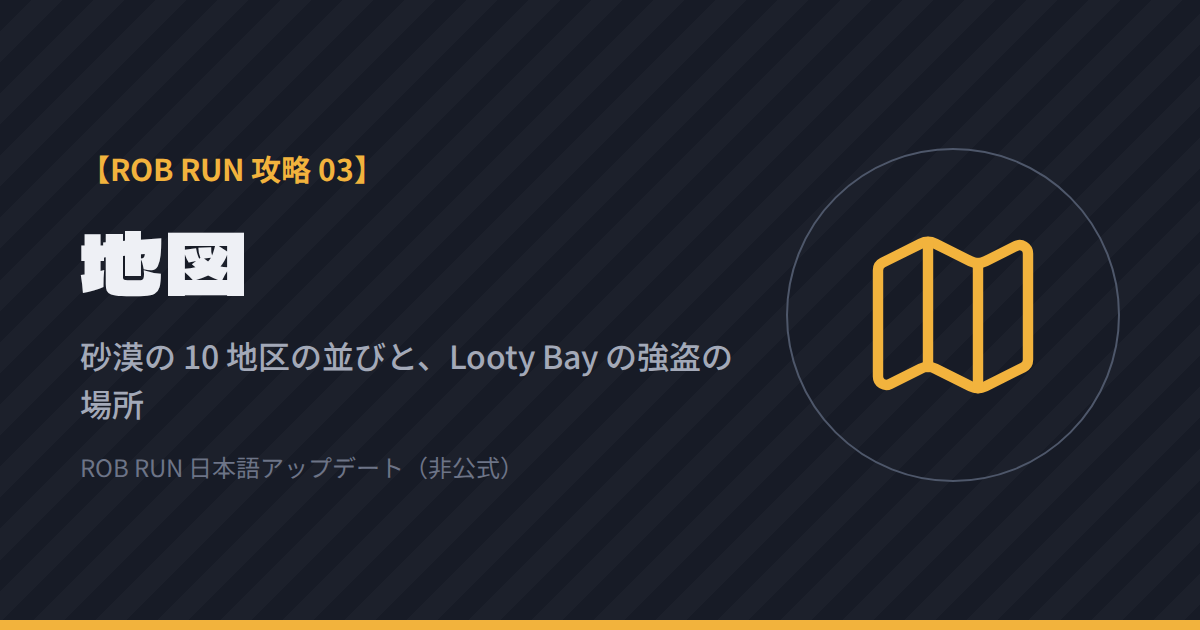 【ROB RUN 攻略 03】
地図
砂漠の 10 地区の並びと、Looty Bay の強盗の
場所
ROB RUN 日本語アップデート（非公式）